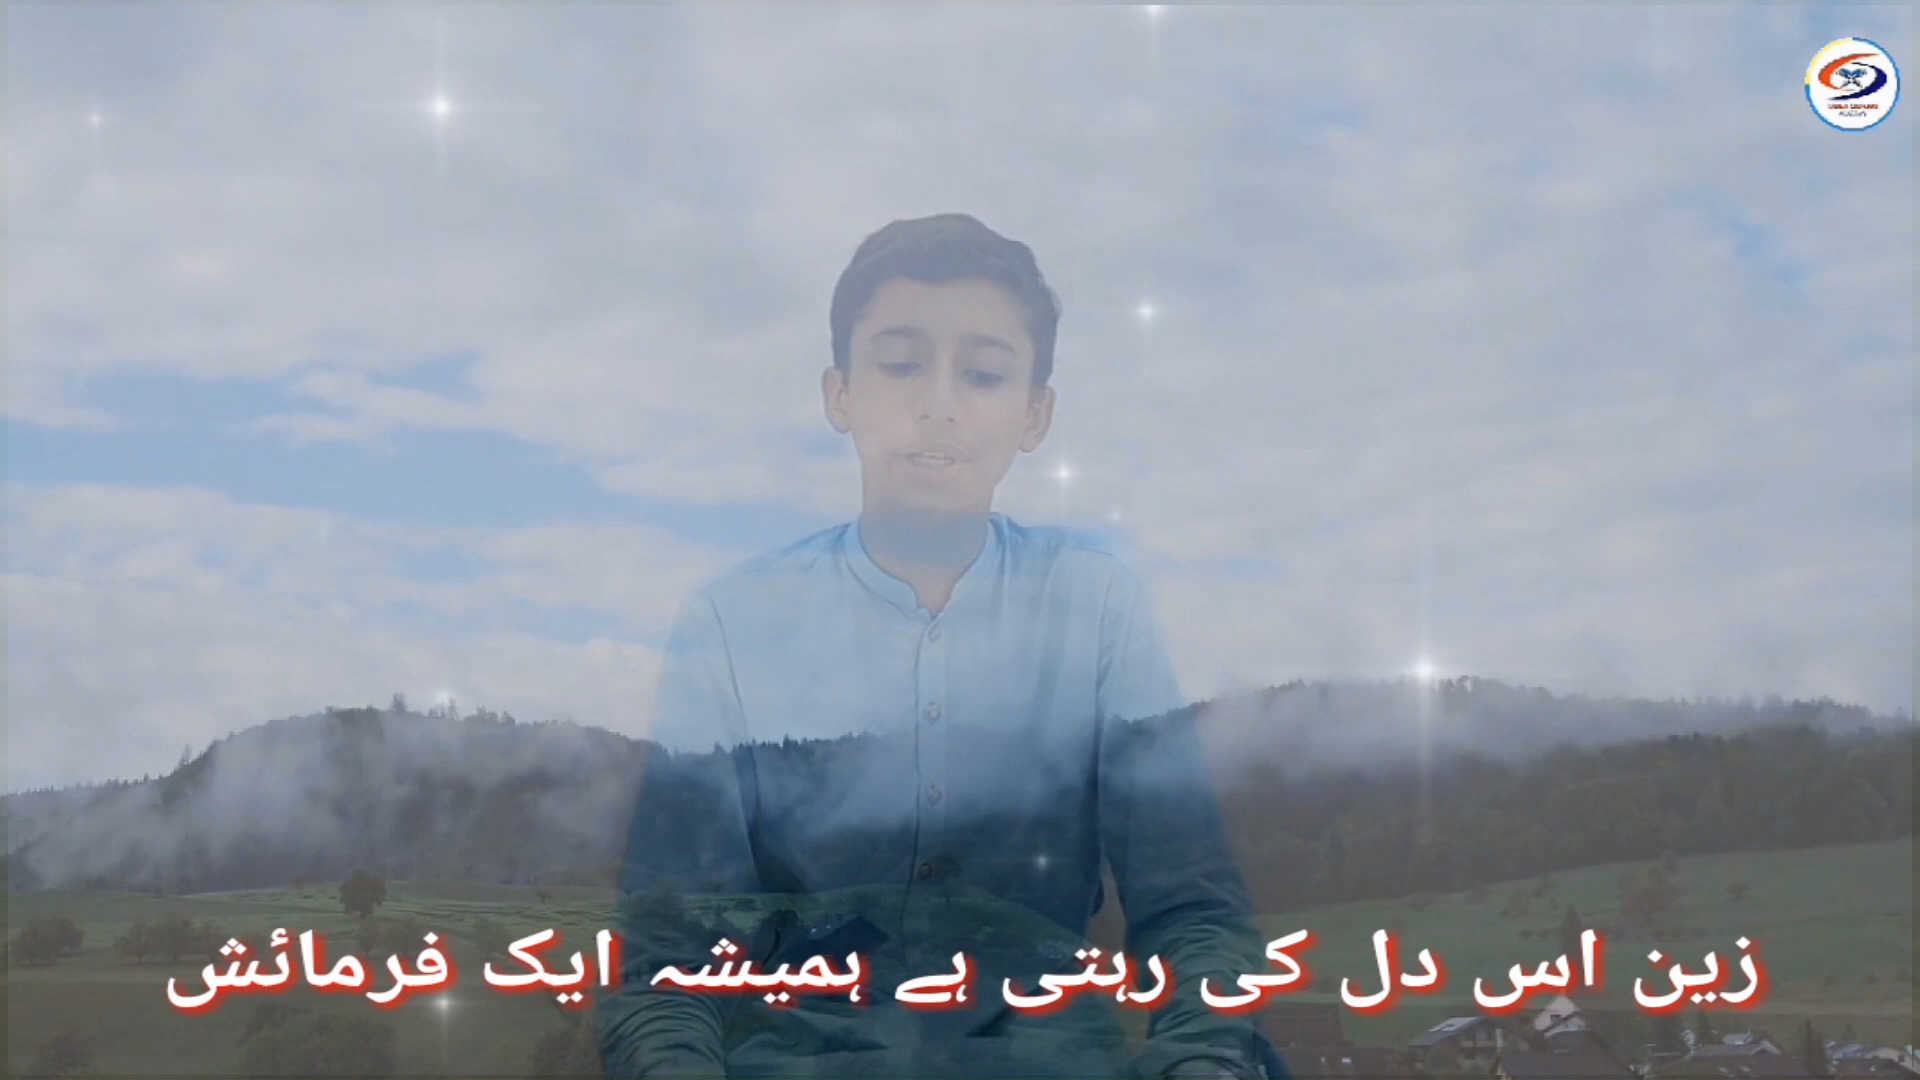 زین اس دل کی رہتی ہے ہمیشہ ایک فرمائش